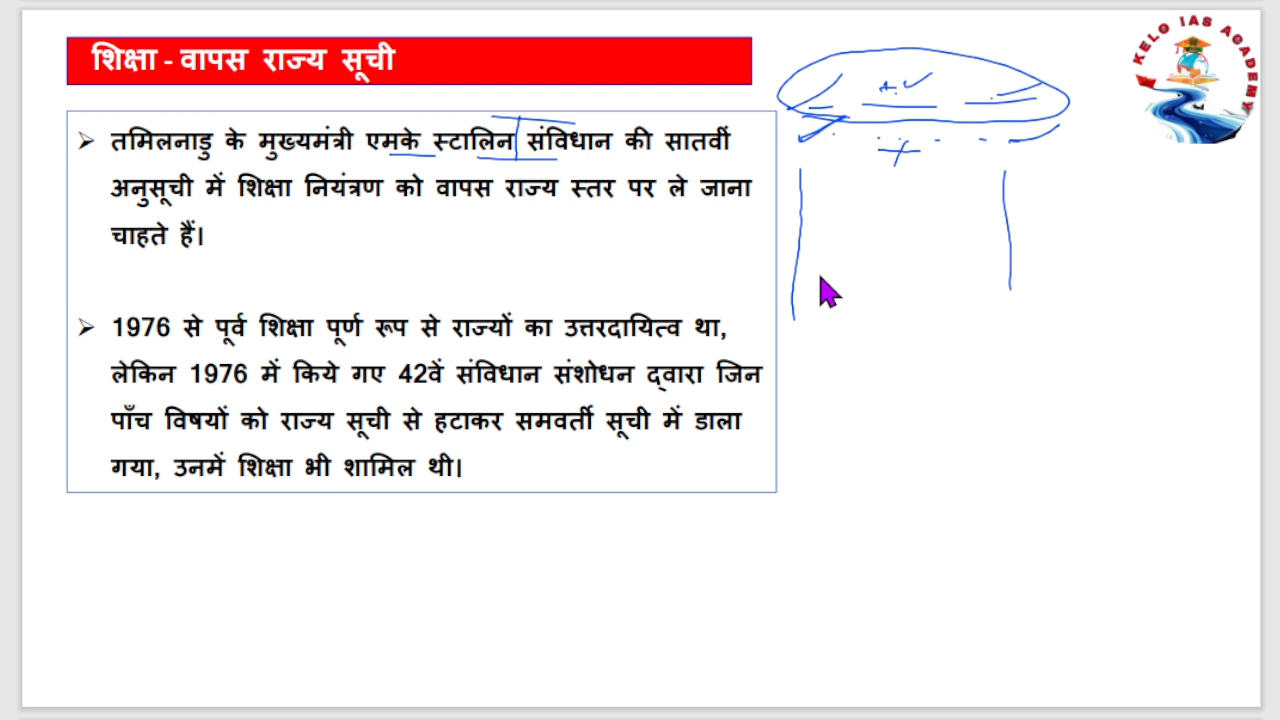 शिक्षा - वापस राज्य सूची
KELO IAS ACADEMY
➢ तमिलनाडु के मुख्यमंत्री एमके स्टालिन संविधान की सातवीं
अनुसूची में शिक्षा नियंत्रण को वापस राज्य स्तर पर ले जाना
चाहते हैं।
➢ 1976 से पूर्व शिक्षा पूर्ण रूप से राज्यों का उत्तरदायित्व था,
लेकिन 1976 में किये गए 42वें संविधान संशोधन द्वारा जिन
पाँच विषयों को राज्य सूची से हटाकर समवर्ती सूची में डाला
गया, उनमें शिक्षा भी शामिल थी।